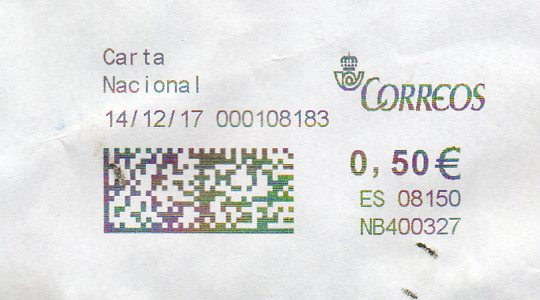 Carta
Nacional
14/12/17 000108183
CORREOS
0,50€
ES 08150
NB400327